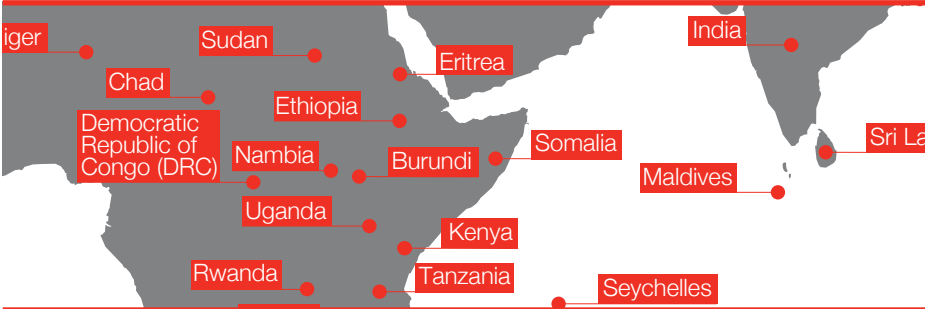 iger
Sudan
India
Eritrea
Chad
Ethiopia
Democratic
Republic of
Congo (DRC)
Nambia
Burundi
Somalia
Sri La
Maldives
Uganda
Kenya
Rwanda
Tanzania
Seychelles